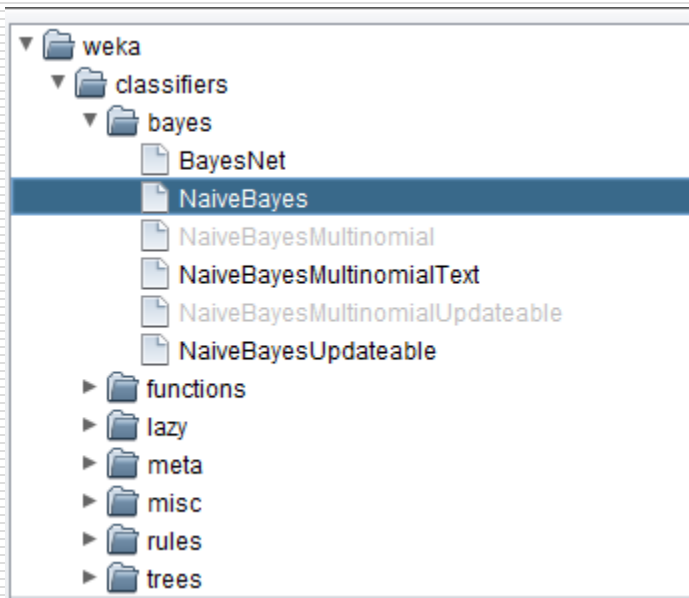 weka
classifiers
bayes
BayesNet
NaiveBayes
NaiveBayesMultinomial
NaiveBayesMultinomialText
NaiveBayesMultinomialUpdateable
NaiveBayesUpdateable
functions
lazy
meta
misc
rules
trees